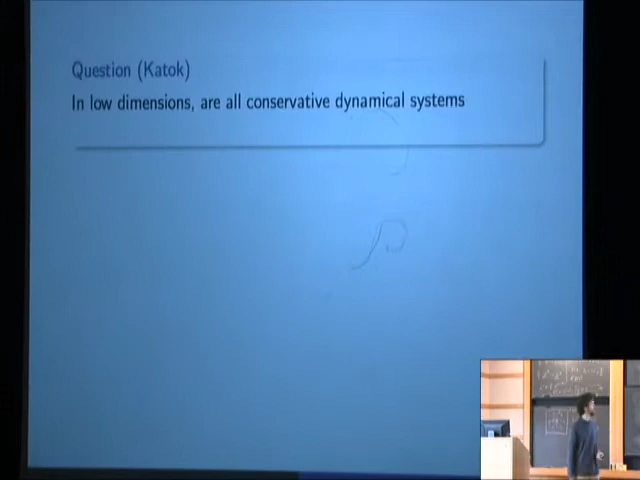 Question (Katok)
In low dimensions, are all conservative dynamical systems